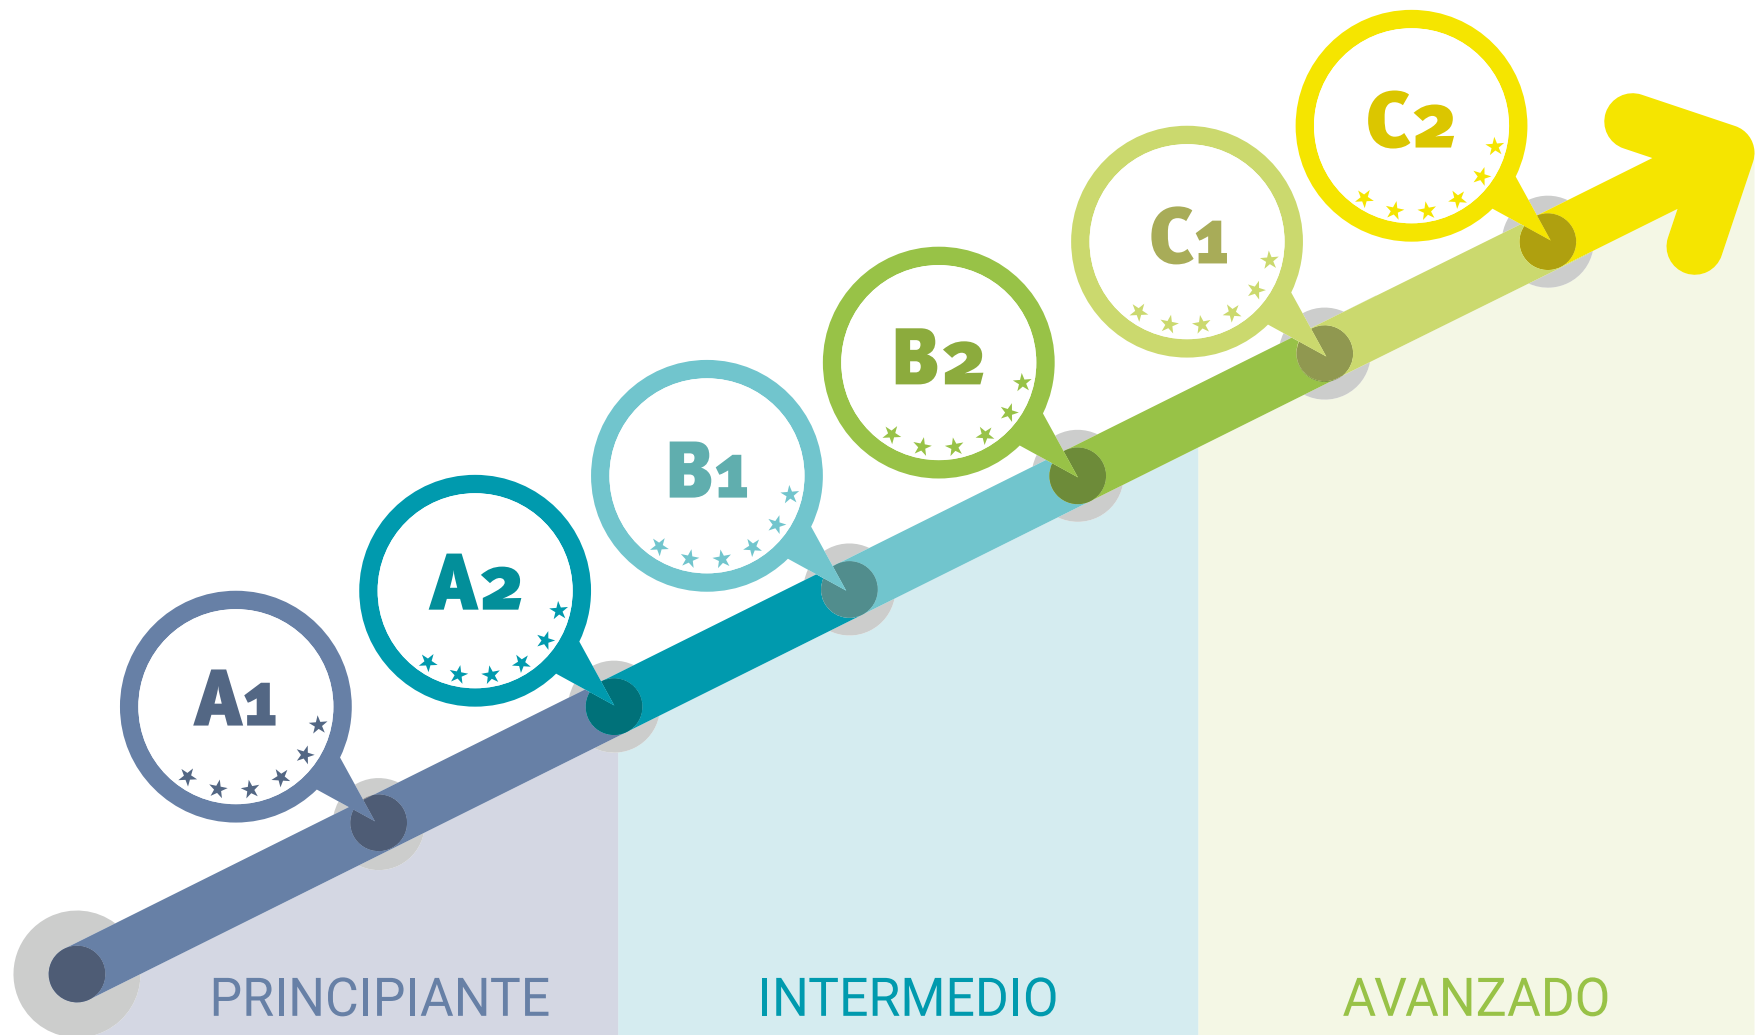 A1
A2
B1
B2
C1
C2
PRINCIPIANTE
INTERMEDIO
AVANZADO